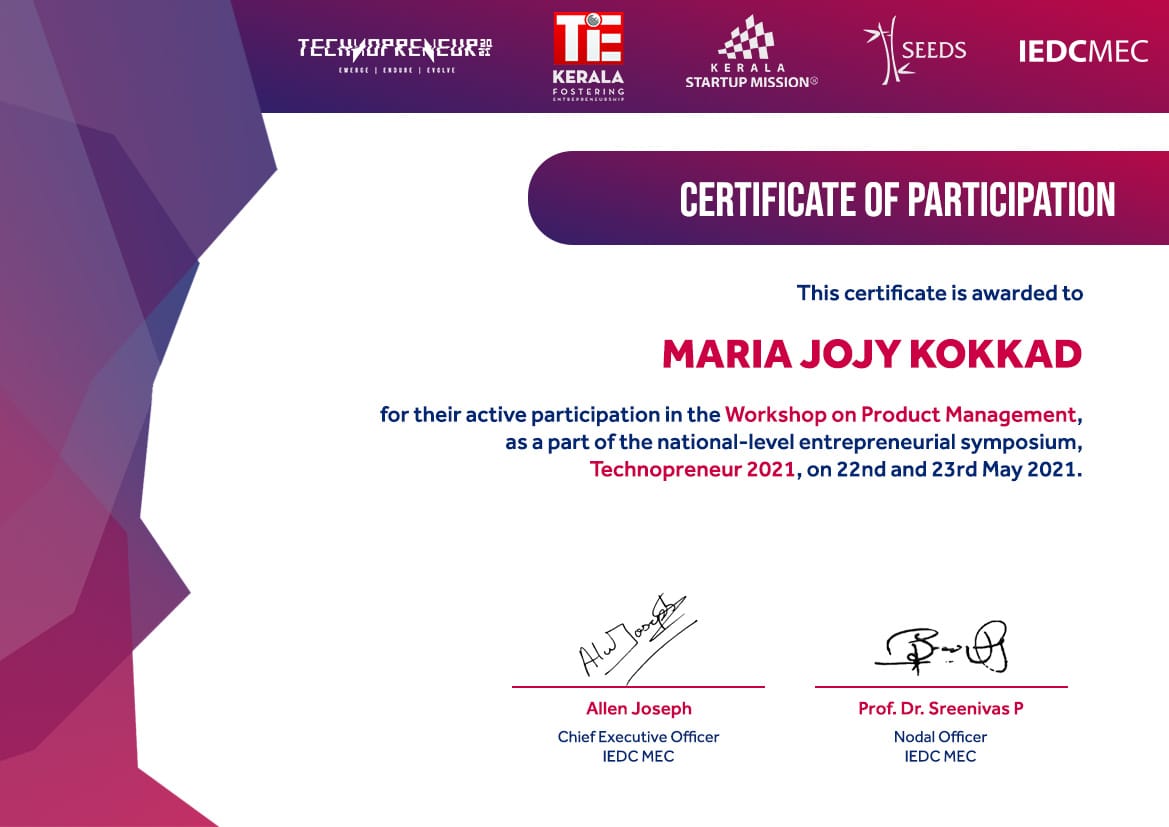 TECHNOPRENEUR 2021
EMERGE | ENDURE | EVOLVE
TiE
KERALA
FOSTERING
ENTREPRENEURSHIP
KERALA
STARTUP MISSION®
SEEDS
IEDCMEC
CERTIFICATE OF PARTICIPATION
This certificate is awarded to
MARIA JOJY KOKKAD
for their active participation in the Workshop on Product Management,
as a part of the national-level entrepreneurial symposium,
Technopreneur 2021, on 22nd and 23rd May 2021.
Allen Joseph
Chief Executive Officer
IEDC MEC
Prof. Dr. Sreenivas P
Nodal Officer
IEDC MEC